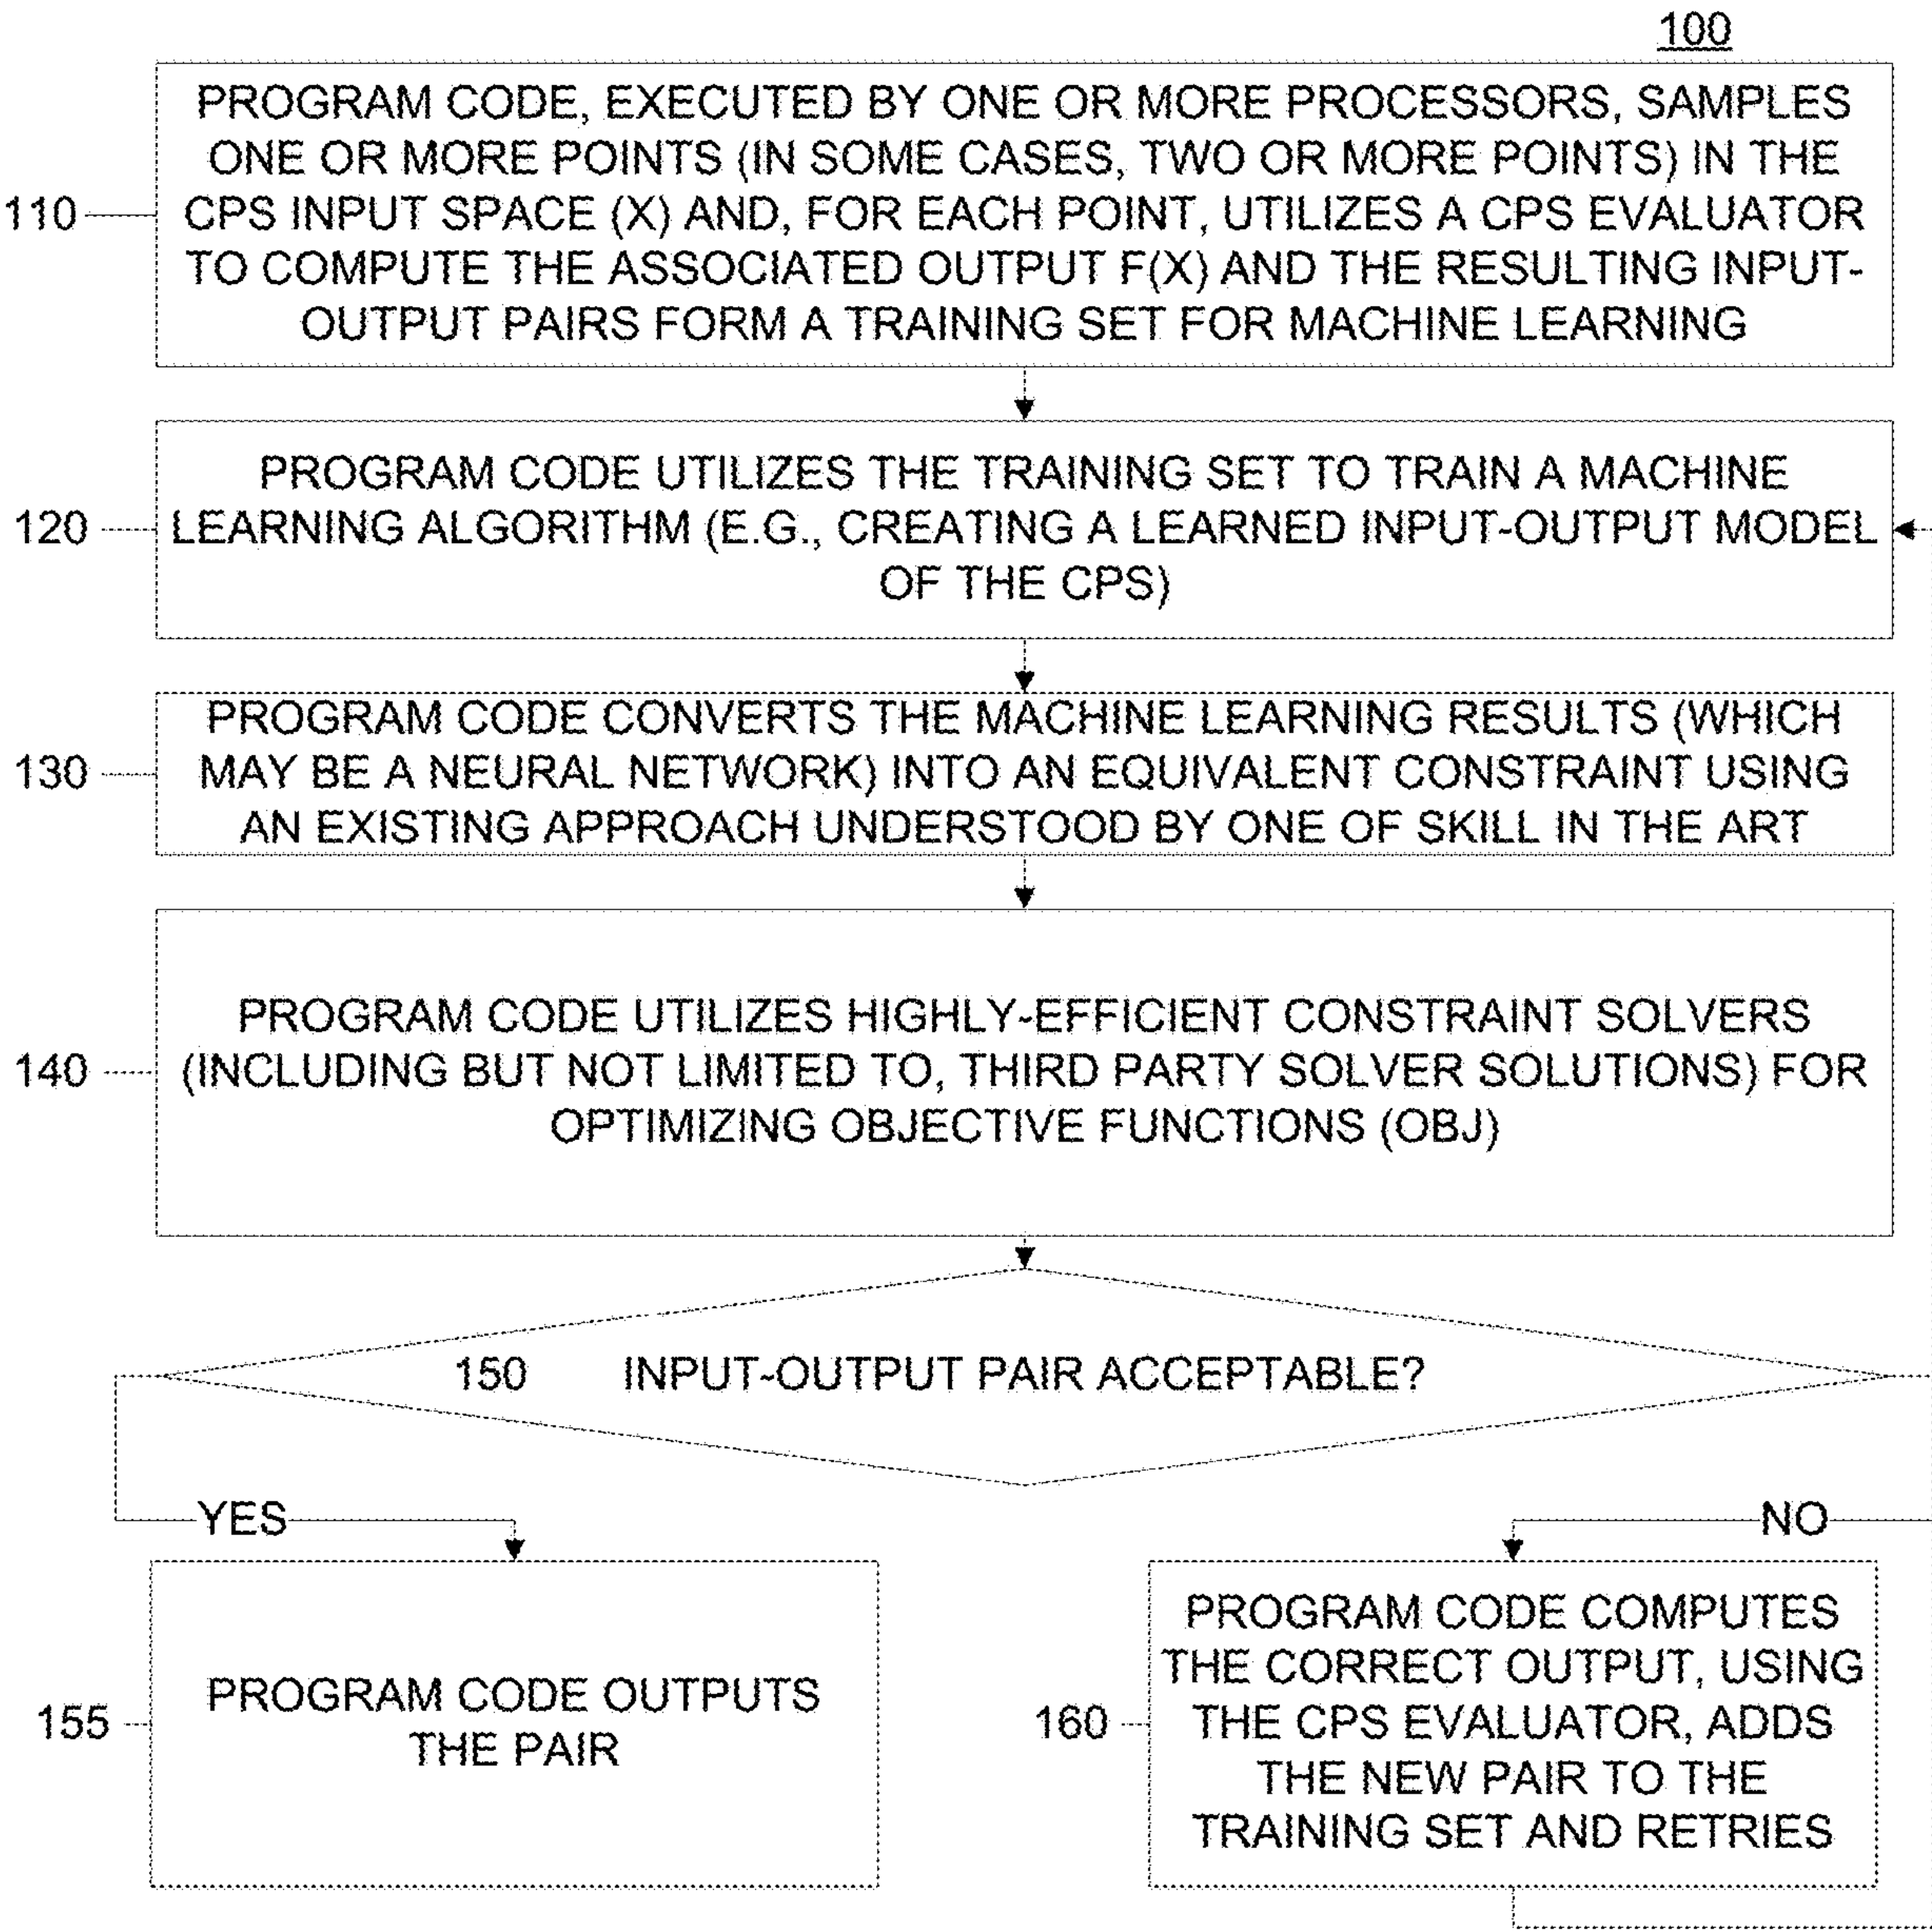 100
PROGRAM CODE, EXECUTED BY ONE OR MORE PROCESSORS, SAMPLES
ONE OR MORE POINTS (IN SOME CASES, TWO OR MORE POINTS) IN THE
110
CPS INPUT SPACE (X) AND, FOR EACH POINT, UTILIZES A CPS EVALUATOR
TO COMPUTE THE ASSOCIATED OUTPUT F(X) AND THE RESULTING INPUT-
OUTPUT PAIRS FORM A TRAINING SET FOR MACHINE LEARNING
PROGRAM CODE UTILIZES THE TRAINING SET TO TRAIN A MACHINE
120
LEARNING ALGORITHM (E.G., CREATING A LEARNED INPUT-OUTPUT MODEL
OF THE CPS)
PROGRAM CODE CONVERTS THE MACHINE LEARNING RESULTS (WHICH
130
MAY BE A NEURAL NETWORK) INTO AN EQUIVALENT CONSTRAINT USING
AN EXISTING APPROACH UNDERSTOOD BY ONE OF SKILL IN THE ART
PROGRAM CODE UTILIZES HIGHLY-EFFICIENT CONSTRAINT SOLVERS
140
(INCLUDING BUT NOT LIMITED TO, THIRD PARTY SOLVER SOLUTIONS) FOR
OPTIMIZING OBJECTIVE FUNCTIONS (OBJ)
150 INPUT-OUTPUT PAIR ACCEPTABLE?
YES
NO
155
PROGRAM CODE OUTPUTS
THE PAIR
160
PROGRAM CODE COMPUTES
THE CORRECT OUTPUT, USING
THE CPS EVALUATOR, ADDS
THE NEW PAIR TO THE
TRAINING SET AND RETRIES